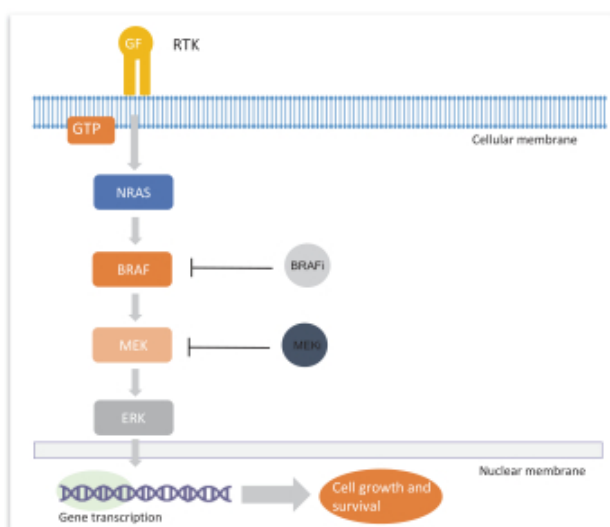 GF
RTK
GTP
Cellular membrane
NRAS
BRAF
BRAFi
MEK
MEKi
ERK
Nuclear membrane
Cell growth and
survival
Gene transcription